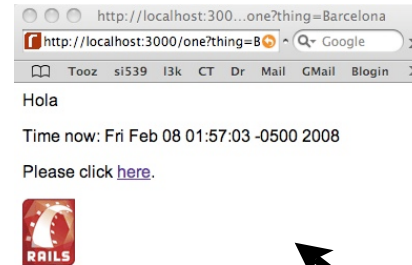 http://localhost:300...one?thing=Barcelona
http://localhost:3000/one?thing=B
Google
Tooz si539 l3k CT Dr Mail GMail Blogin
Hola
Time now: Fri Feb 08 01:57:03 -0500 2008
Please click here.
RAILS